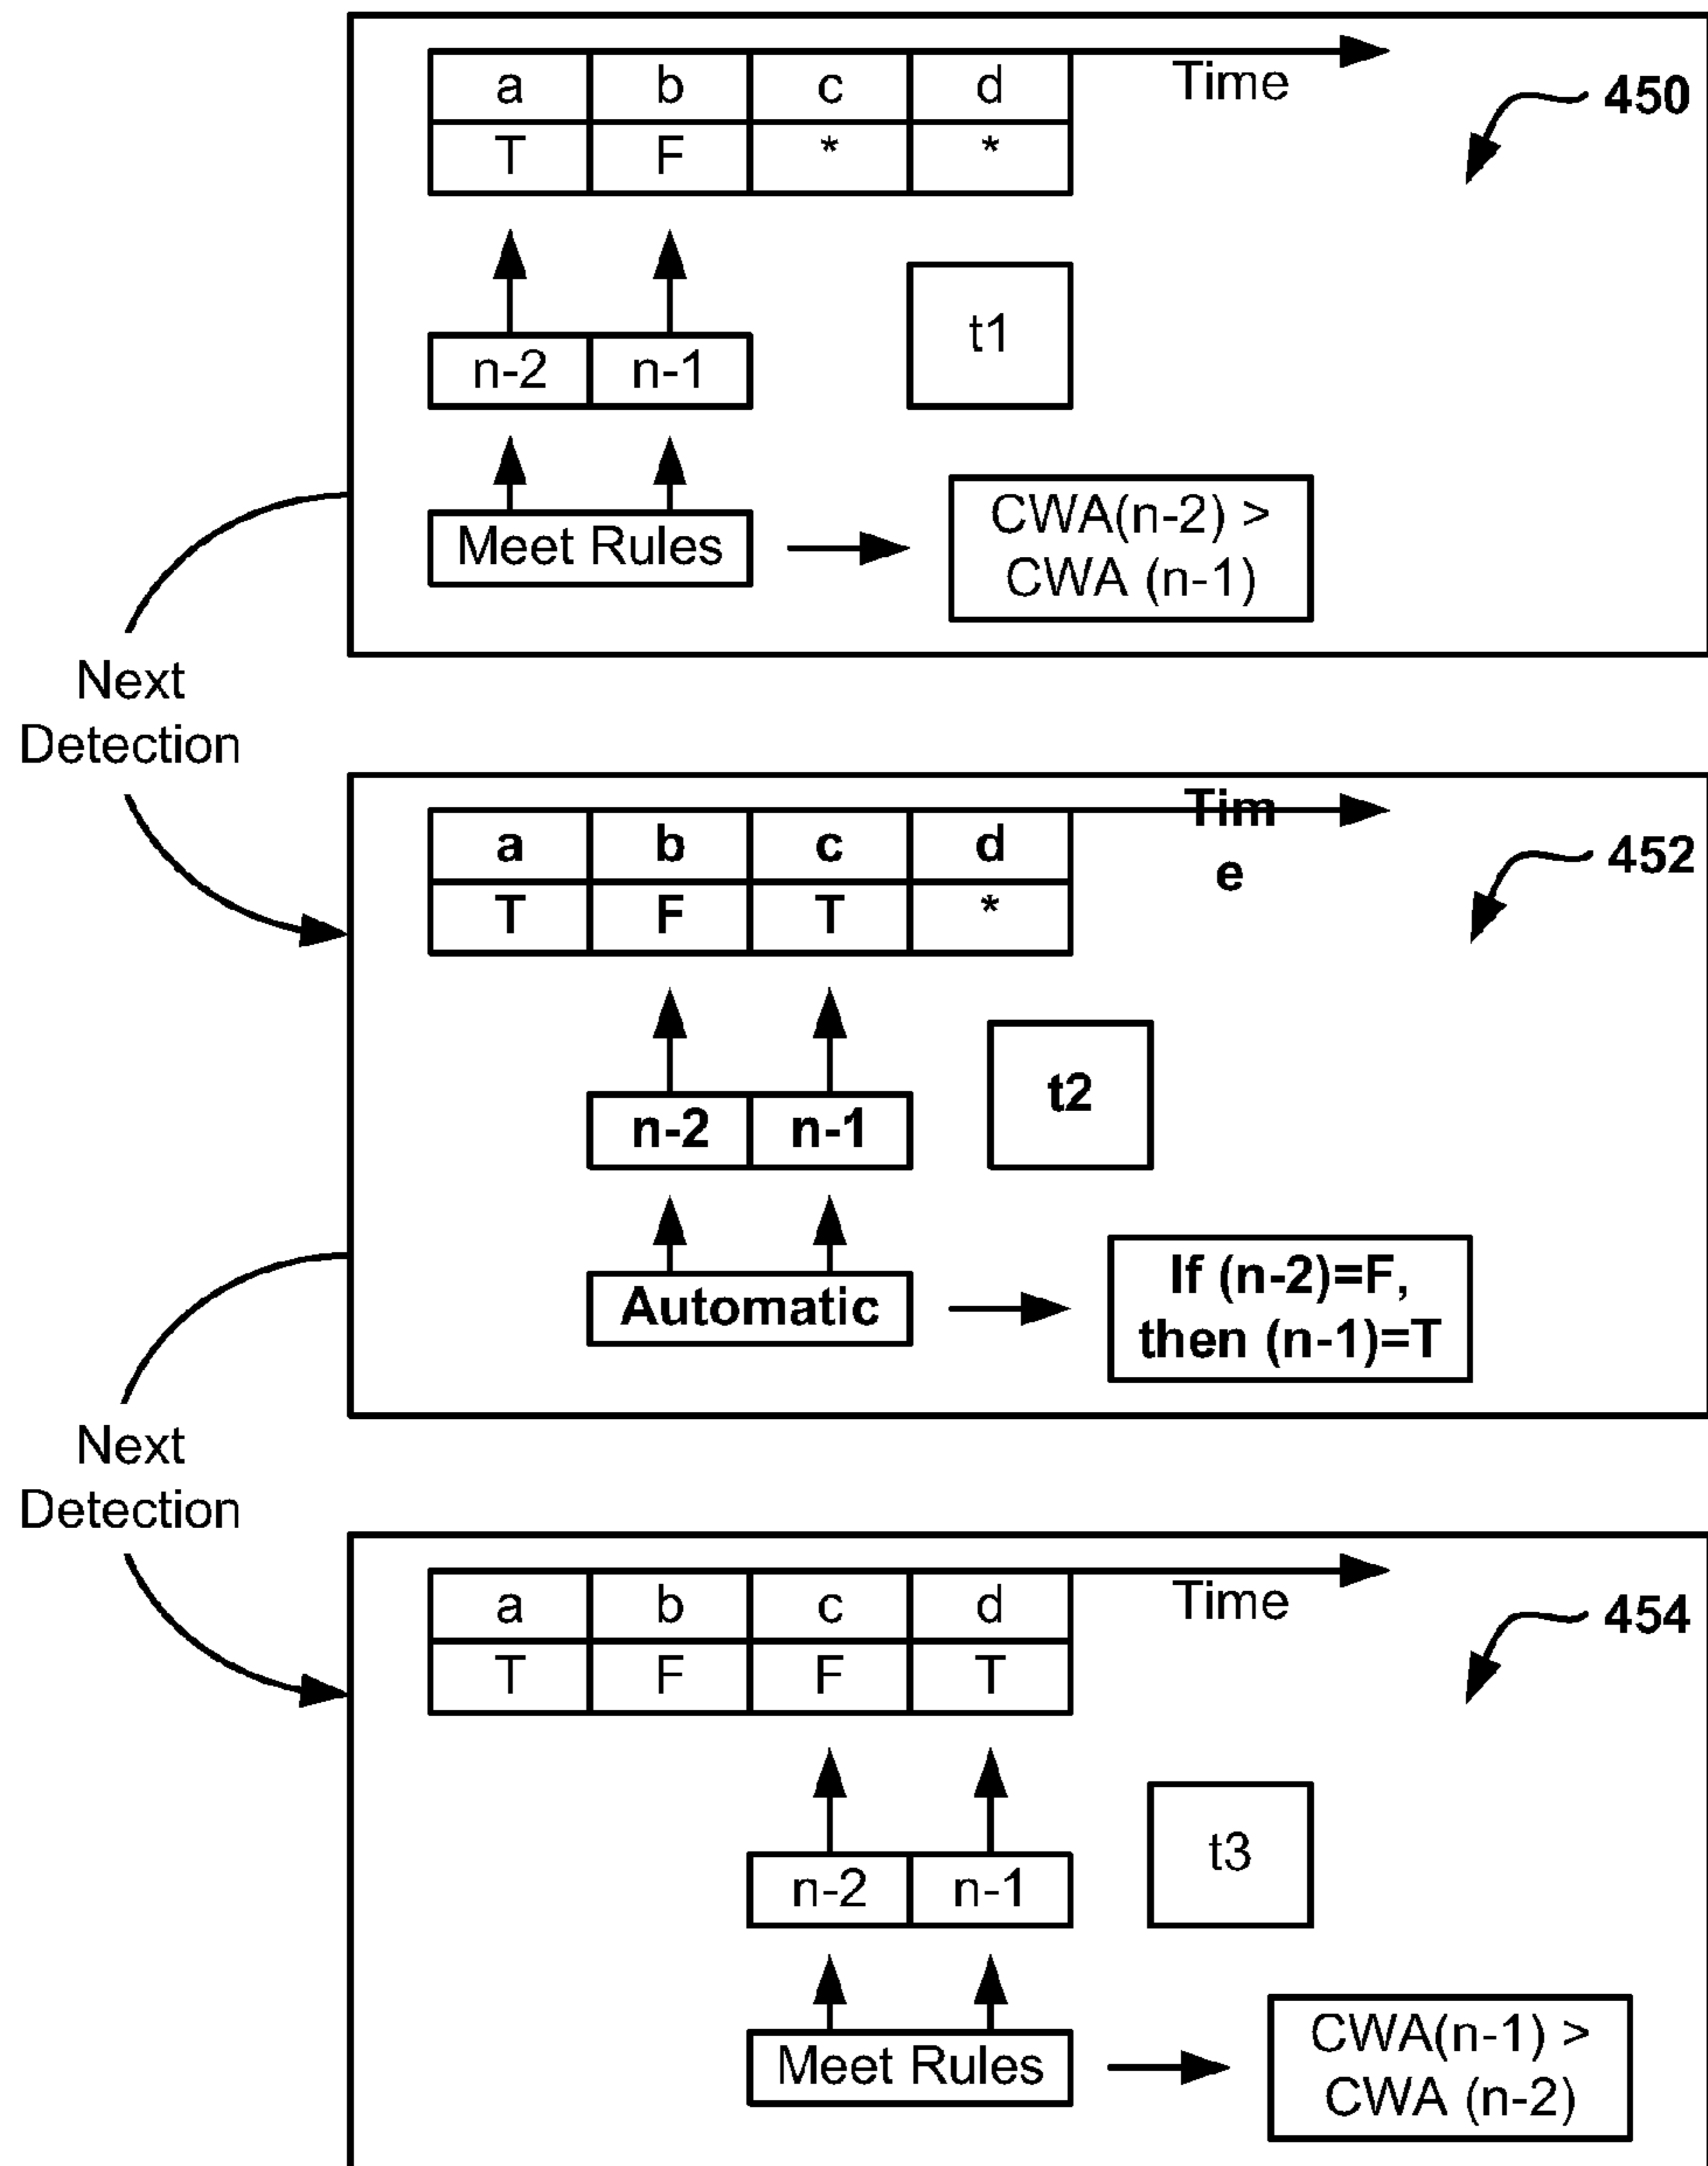 a b c d Time
450
T F * *
t1
n-2 n-1
CWA(n-2) >
Meet Rules
CWA (n-1)
Next
Detection
Tim
a b c d
452
e
T F T *
t2
n-2 n-1
If (n-2)=F,
Automatic
then (n-1)=T
Next
Detection
a b c d Time
454
T F F T
t3
n-2 n-1
CWA(n-1) >
Meet Rules
CWA (n-2)